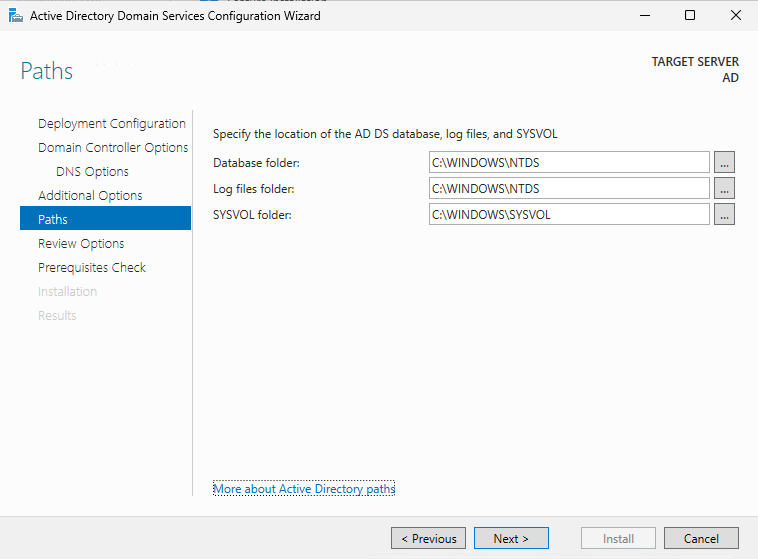 Active Directory Domain Services Configuration Wizard
Paths
TARGET SERVER
AD
Deployment Configuration
Domain Controller Options
DNS Options
Additional Options
Paths
Review Options
Prerequisites Check
Installation
Results
Specify the location of the AD DS database, log files, and SYSVOL
Database folder: C:\WINDOWS\NTDS ...
Log files folder: C:\WINDOWS\NTDS ...
SYSVOL folder: C:\WINDOWS\SYSVOL ...
More about Active Directory paths
< Previous Next > Install Cancel